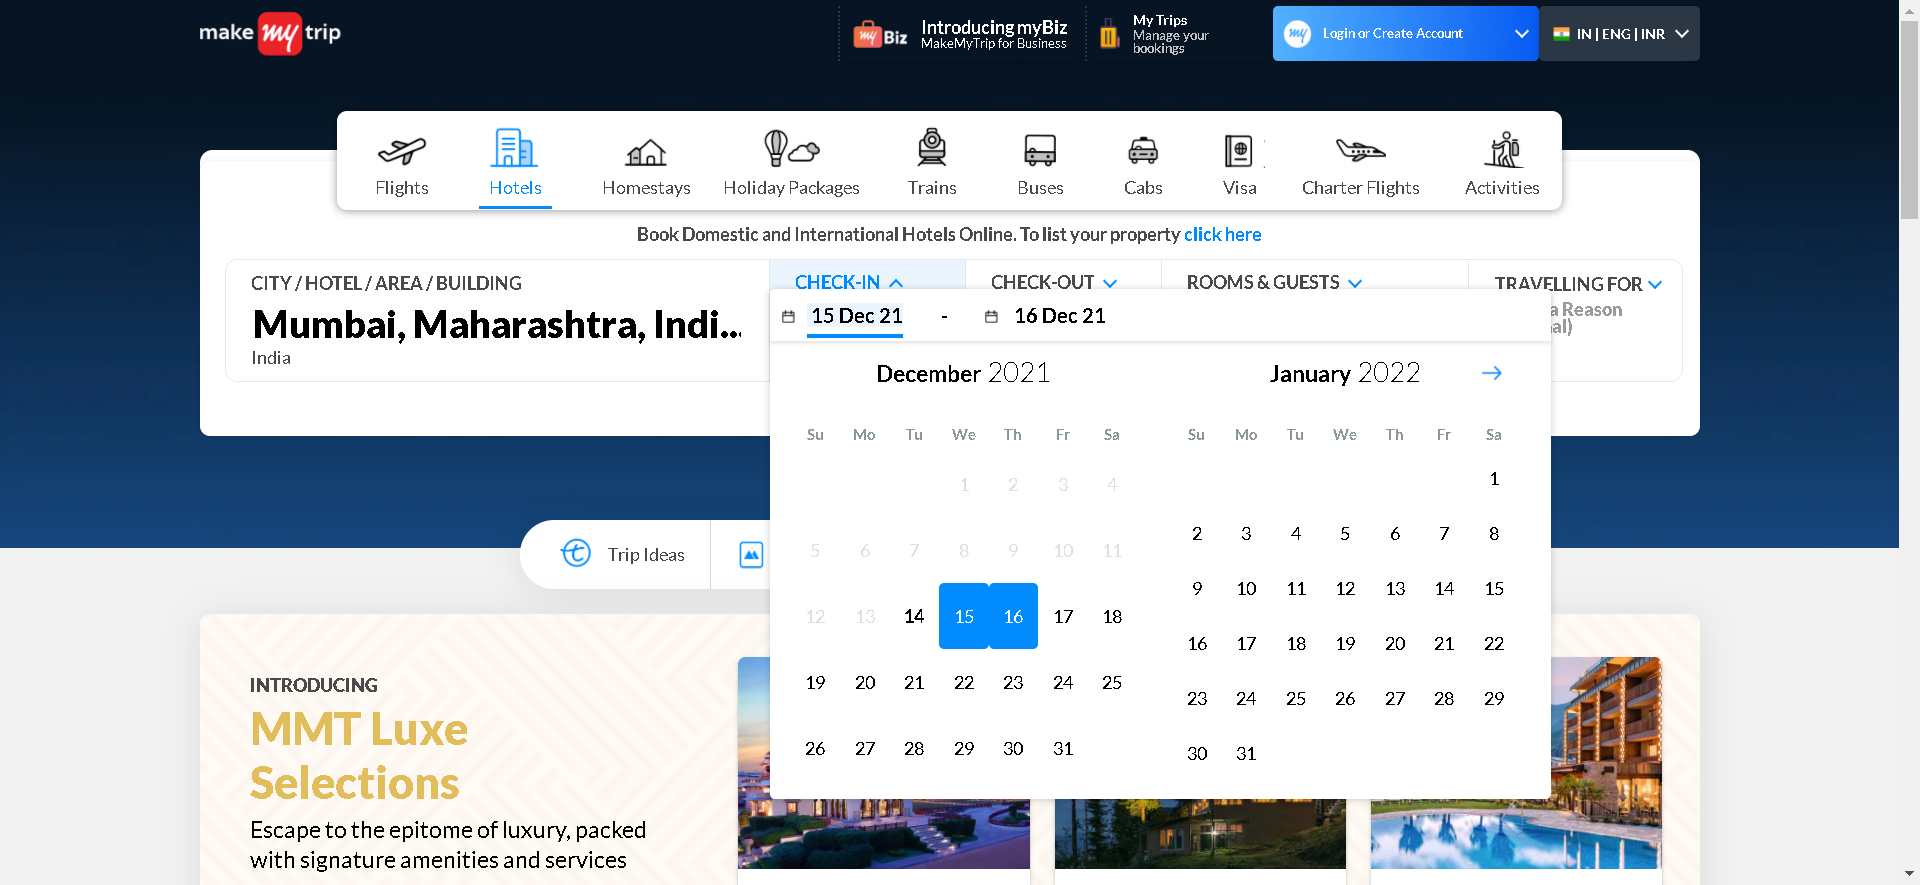 make my trip
my Biz
Introducing myBiz
MakeMyTrip for Business
My Trips
Manage your
bookings
my
Login or Create Account
IN | ENG | INR
Flights
Hotels
Homestays
Holiday Packages
Trains
Buses
Cabs
Visa
Charter Flights
Activities
Book Domestic and International Hotels Online. To list your property click here
CITY / HOTEL / AREA / BUILDING
Mumbai, Maharashtra, Indi...
India
CHECK-IN
CHECK-OUT
ROOMS & GUESTS
TRAVELLING FOR
a Reason
15 Dec 21 - 16 Dec 21
December 2021
Su Mo Tu We Th Fr Sa
1 2 3 4
5 6 7 8 9 10 11
12 13 14 15 16 17 18
19 20 21 22 23 24 25
26 27 28 29 30 31
January 2022
Su Mo Tu We Th Fr Sa
1
2 3 4 5 6 7 8
9 10 11 12 13 14 15
16 17 18 19 20 21 22
23 24 25 26 27 28 29
30 31
Trip Ideas
INTRODUCING
MMT Luxe
Selections
Escape to the epitome of luxury, packed
with signature amenities and services